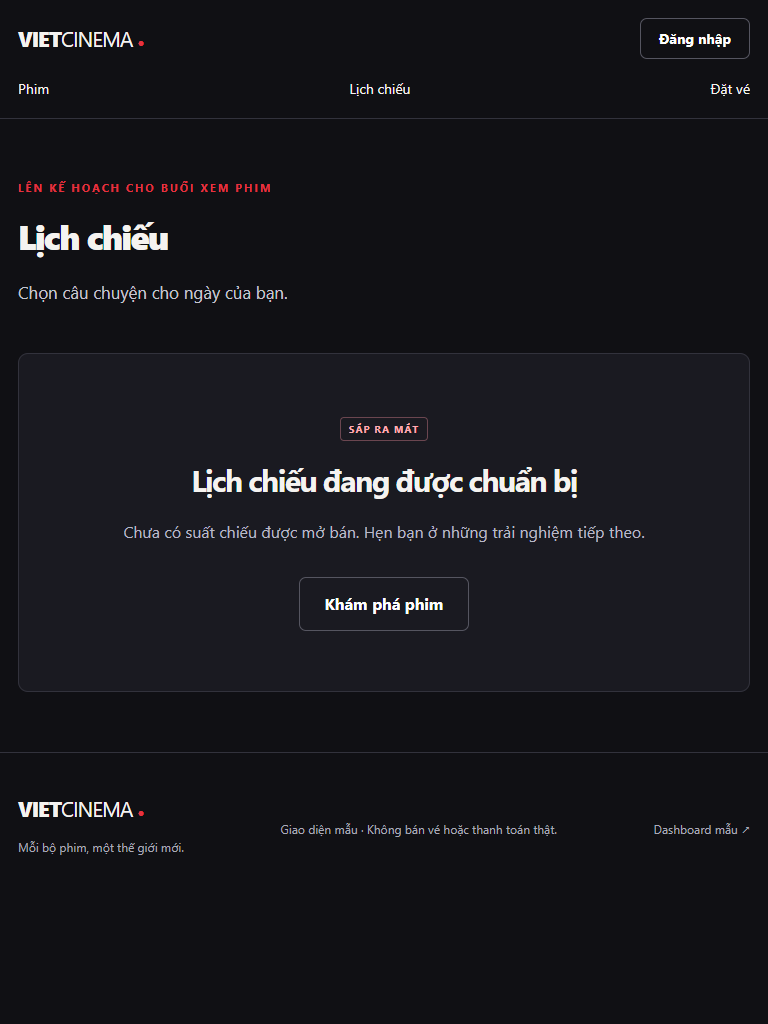 VIETCINEMA
Đăng nhập
Phim
Lịch chiếu
Đặt vé
LÊN KẾ HOẠCH CHO BUỔI XEM PHIM
Lịch chiếu
Chọn câu chuyện cho ngày của bạn.
SẮP RA MẮT
Lịch chiếu đang được chuẩn bị
Chưa có suất chiếu được mở bán. Hẹn bạn ở những trải nghiệm tiếp theo.
Khám phá phim
VIETCINEMA
Mỗi bộ phim, một thế giới mới.
Giao diện mẫu · Không bán vé hoặc thanh toán thật.
Dashboard mẫu ↗